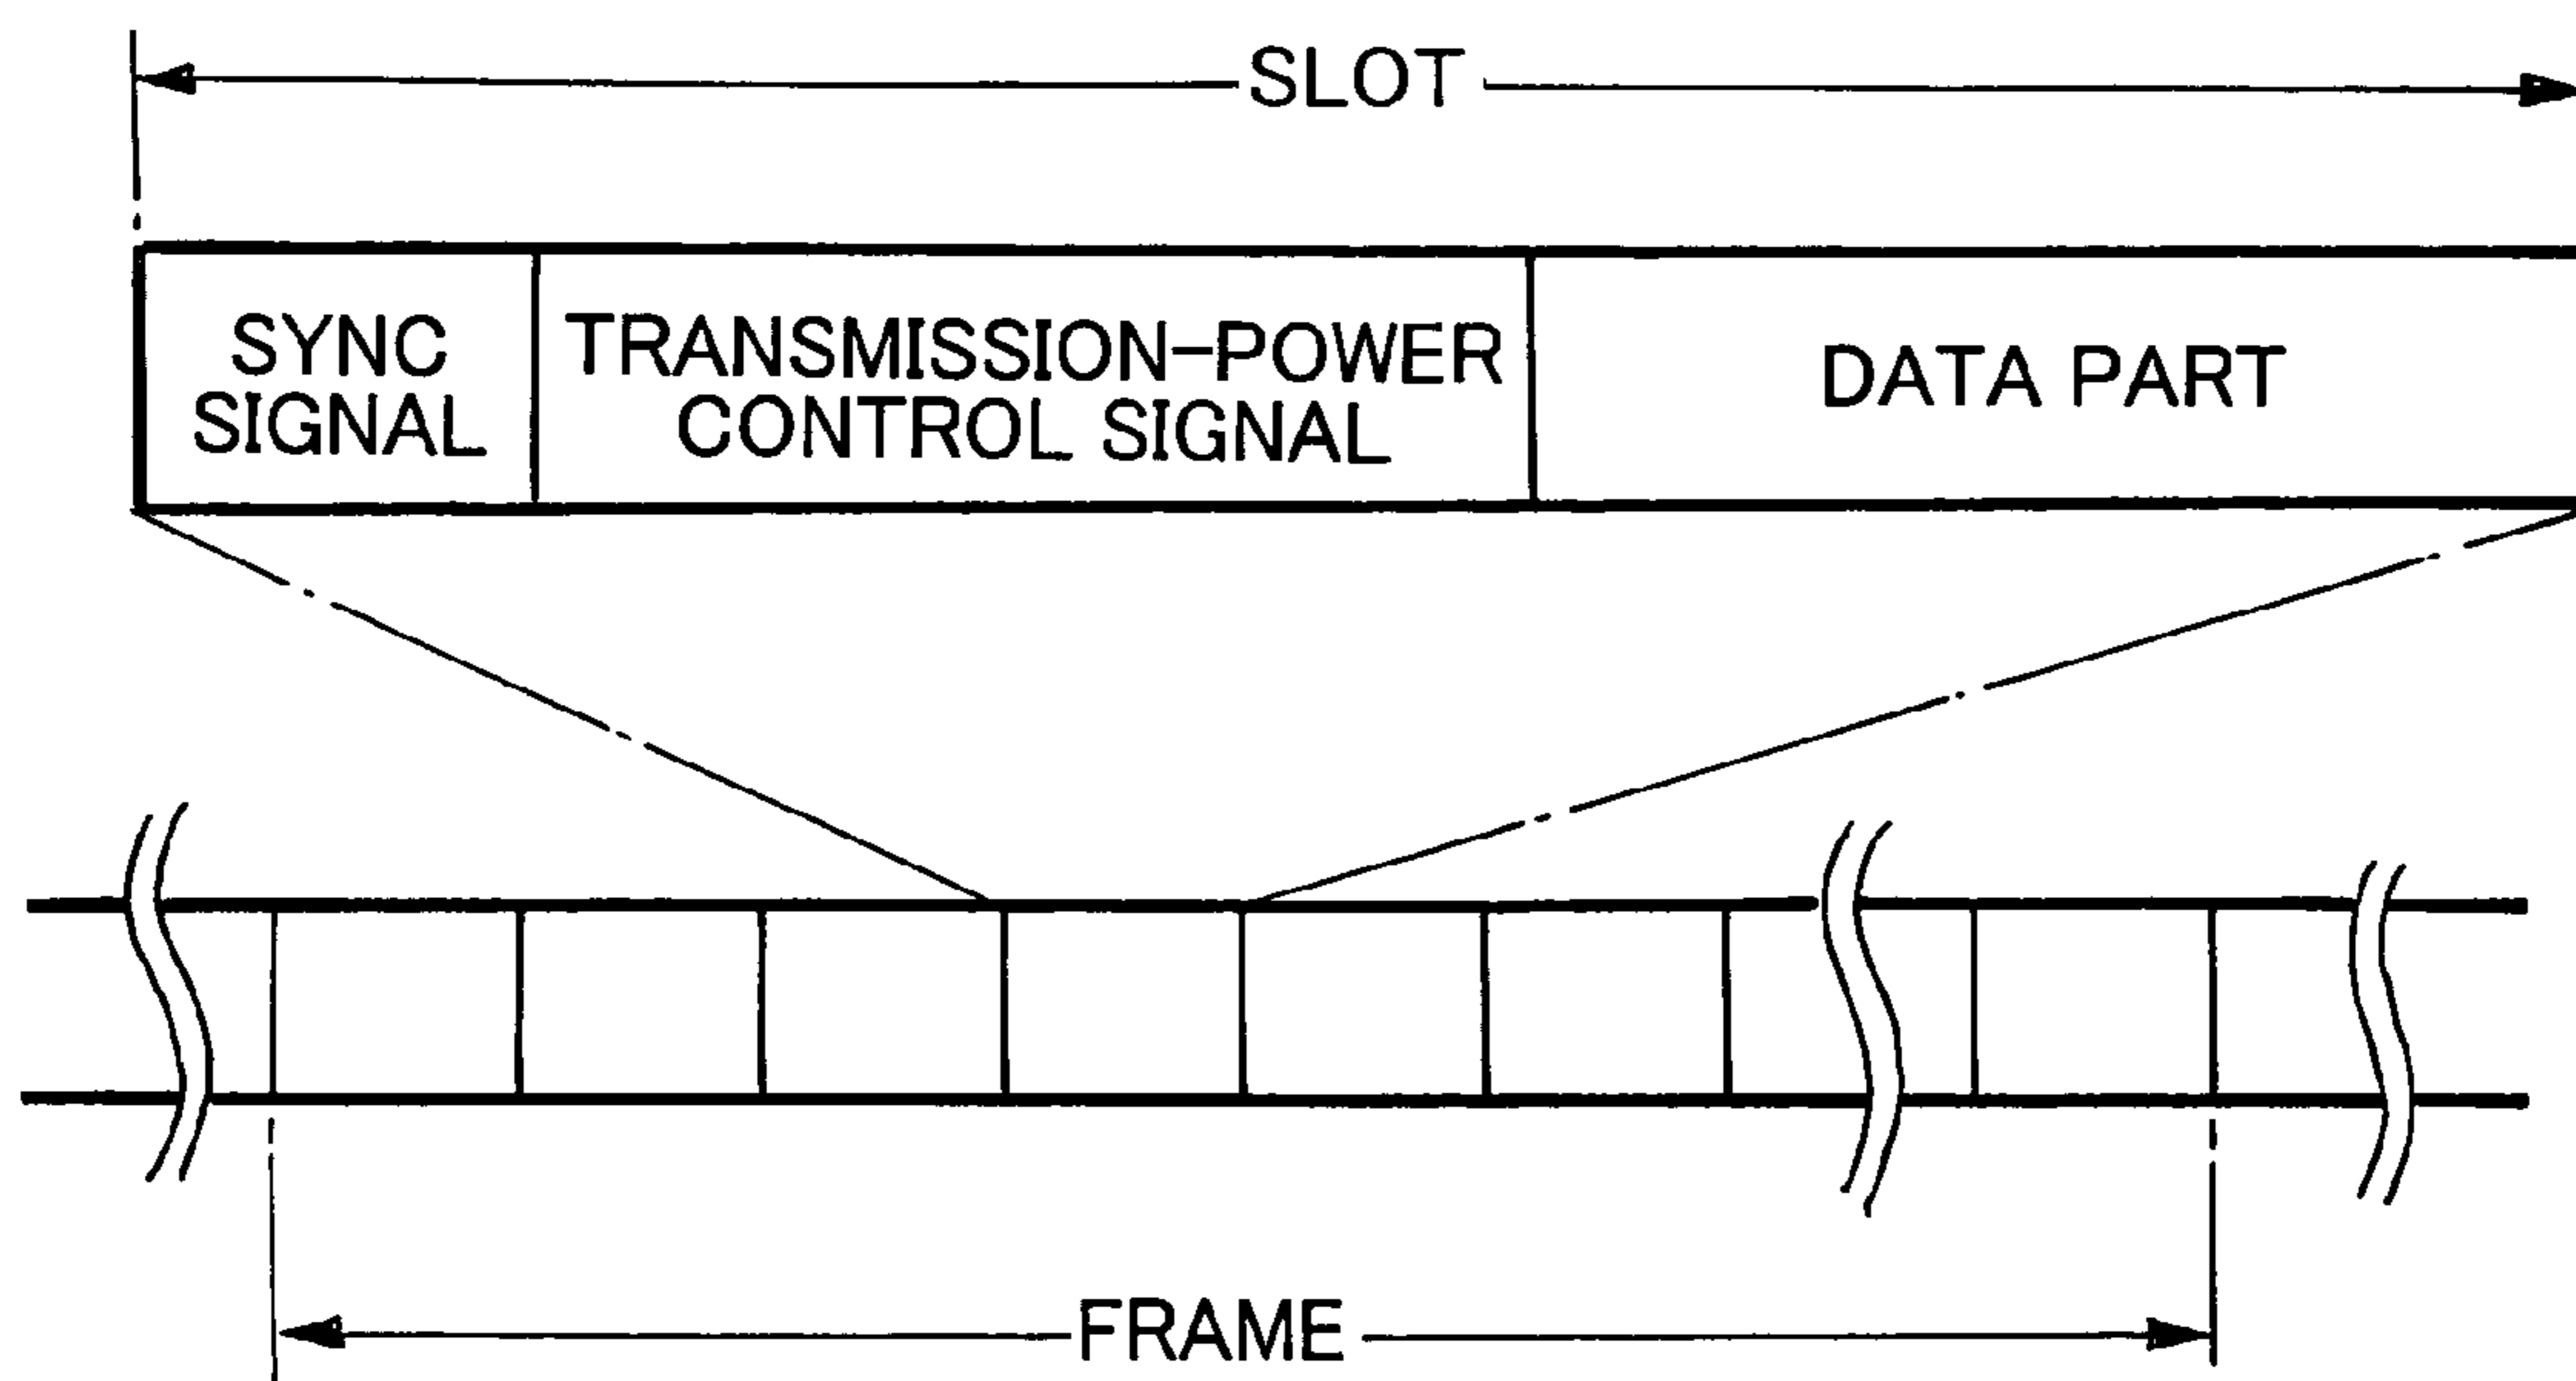 SLOT
SYNC
SIGNAL
TRANSMISSION-POWER
CONTROL SIGNAL
DATA PART
FRAME